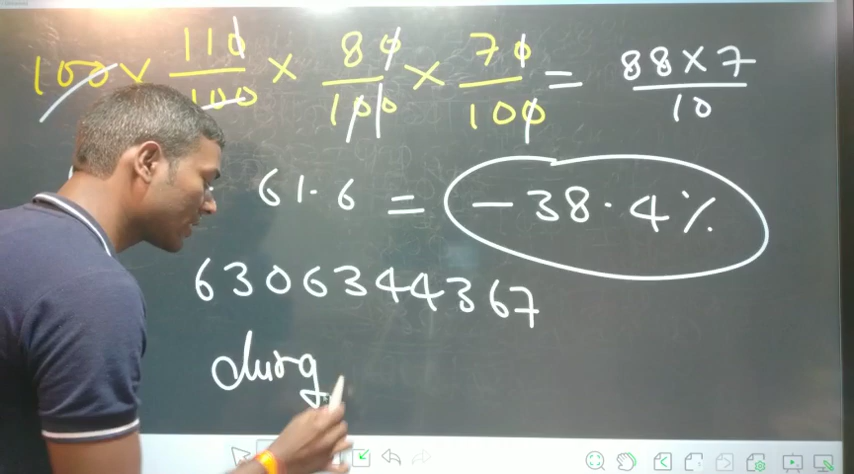 100 × 110/100 × 80/100 × 70/100 = 88×7/10
61.6 = -38.4%
6306344367
durg